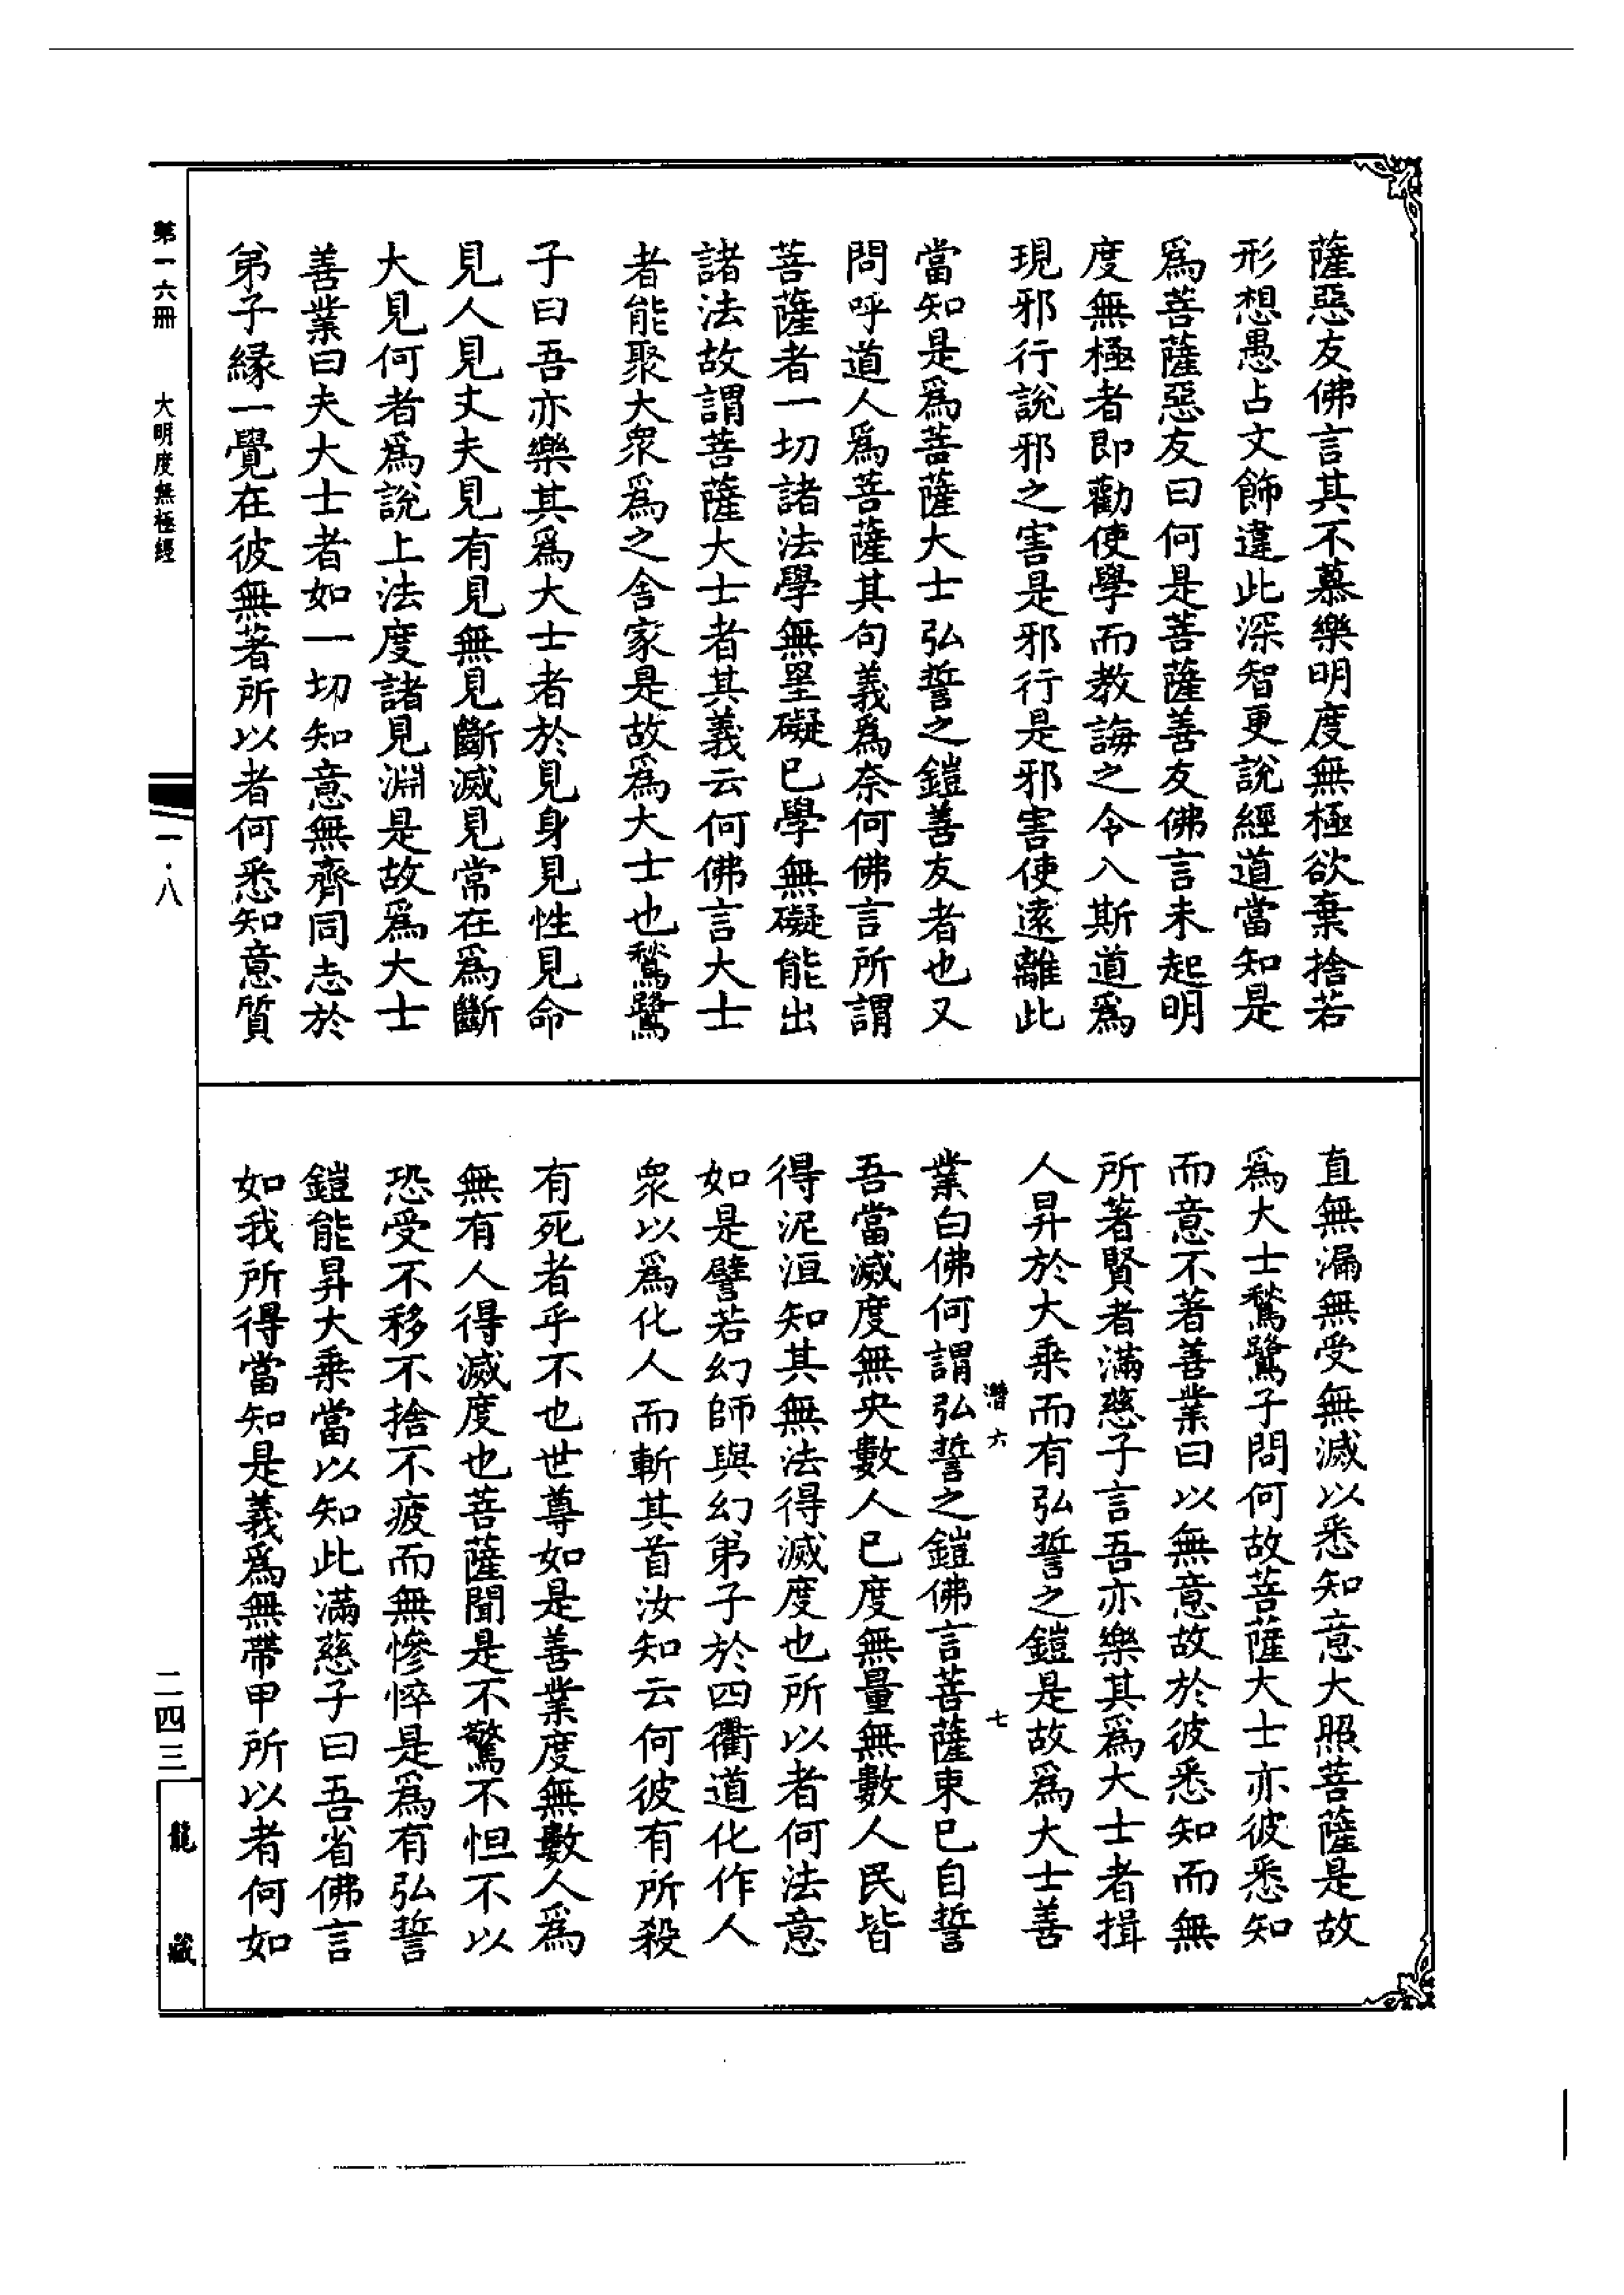 薩惡友佛言其不慕樂明度無極欲棄捨若
形想愚占文飾違此深智更說經道當知是
爲菩薩惡友曰何是菩薩善友佛言未起明
度無極者即勸使學而教誨之令入斯道爲
現邪行說邪之害是邪行是邪害使遠離此
當知是爲菩薩大士弘誓之鎧善友者也又
問呼道人爲菩薩其句義爲奈何佛言所謂
菩薩者一切諸法學無罣礙已學無礙能出
諸法故謂菩薩大士者其義云何佛言大士
者能聚大衆爲之舍家是故爲大士也鶖鷺
子曰吾亦樂其爲大士者於見身見性見命
見人見丈夫見有見無見斷滅見常在爲斷
大見何者爲說上法度諸見淵是故爲大士
善業曰夫大士者如一切知意無齊同志於
弟子緣一覺在彼無著所以者何悉知意質
直無漏無受無滅以悉知意大照菩薩是故
爲大士鶖鷺子問何故菩薩大士亦彼悉知
而意不著善業曰以無意故於彼悉知而無
所著賢者滿慈子言吾亦樂其爲大士者揖
人昇於大乘而有弘誓之鎧是故爲大士善
潛六 七
業白佛何謂弘誓之鎧佛言菩薩束已自誓
吾當滅度無央數人已度無量無數人民皆
得泥洹知其無法得滅度也所以者何法意
如是譬若幻師與幻弟子於四衢道化作人
衆以爲化人而斬其首汝知云何彼有所殺
有死者乎不也世尊如是善業度無數人爲
無有人得滅度也菩薩聞是不驚不怛不以
恐受不移不捨不疲而無慘悴是爲有弘誓
鎧能昇大乘當以知此滿慈子曰吾省佛言
如我所得當知是義爲無帶甲所以者何如
第一六冊 大明度無極經
一·八
二四三
龍藏